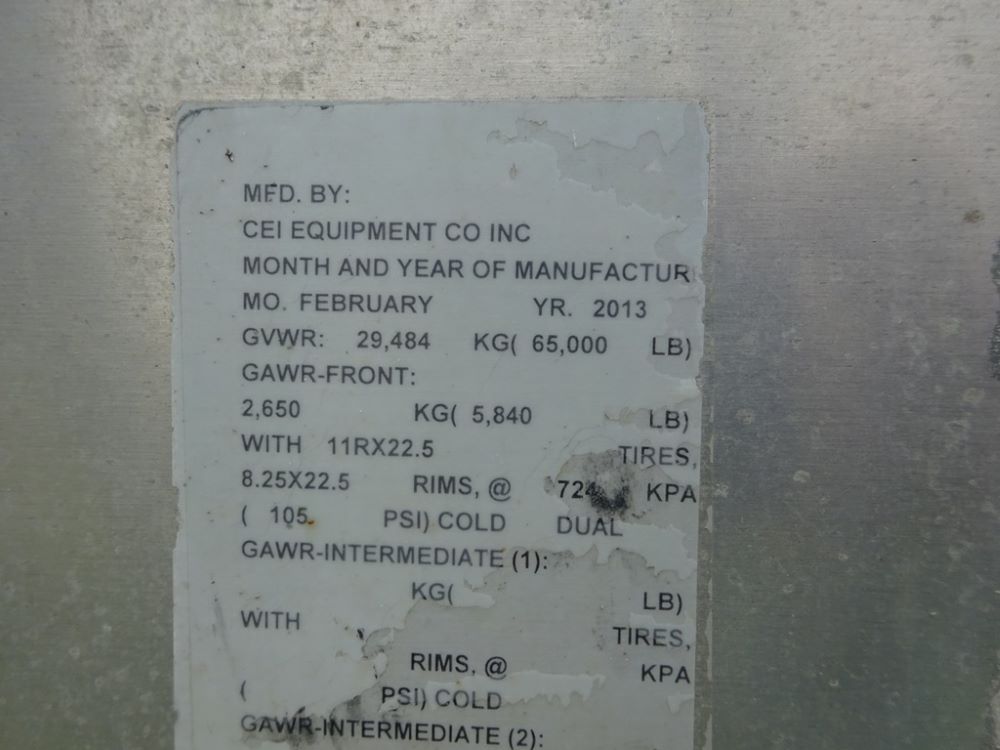 MFD. BY:
CEI EQUIPMENT CO INC
MONTH AND YEAR OF MANUFACTUR
MO. FEBRUARY YR. 2013
GVWR: 29,484 KG( 65,000 LB)
GAWR-FRONT:
2,650 KG( 5,840 LB)
WITH 11RX22.5 TIRES,
8.25X22.5 RIMS, @ 724 KPA
( 105 PSI) COLD DUAL
GAWR-INTERMEDIATE (1):
KG( LB)
WITH TIRES,
RIMS, @ KPA
( PSI) COLD
GAWR-INTERMEDIATE (2):